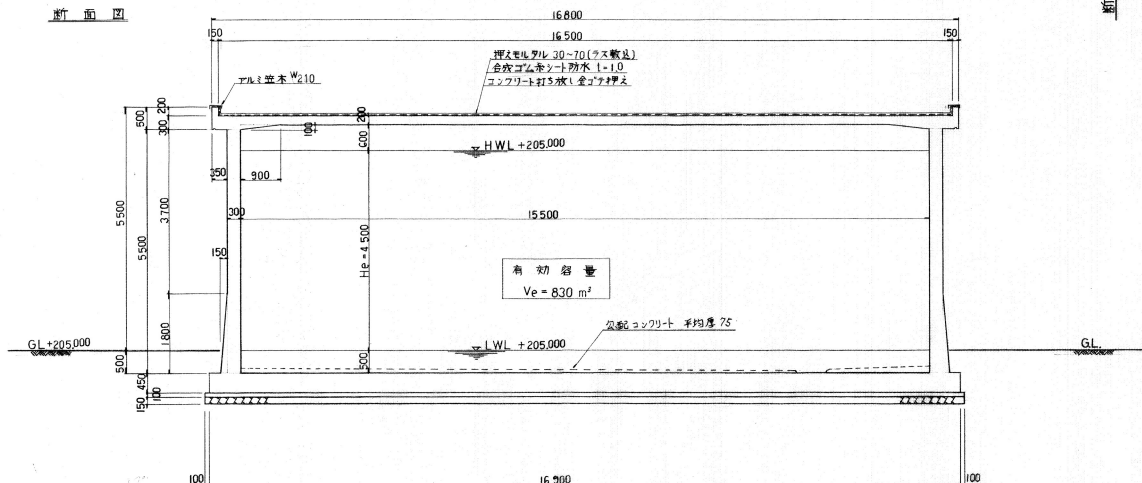 断面図
16800
150
16500
150
押えモルタル 30~70(ラス敷込)
合成ゴム系シート防水 t=1.0
コンクリート打ち放し金ゴテ押え
アルミ笠木 W210
200
500
300
200
100
600
HWL +205.000
350
900
5500
5500
3700
300
15500
He=4500
150
有効容量
Ve = 830 m³
勾配コンクリート 平均厚 75
1800
GL +205.000
LWL +205.000
G.L.
500
500
450
100
150
100
16.900
100
断